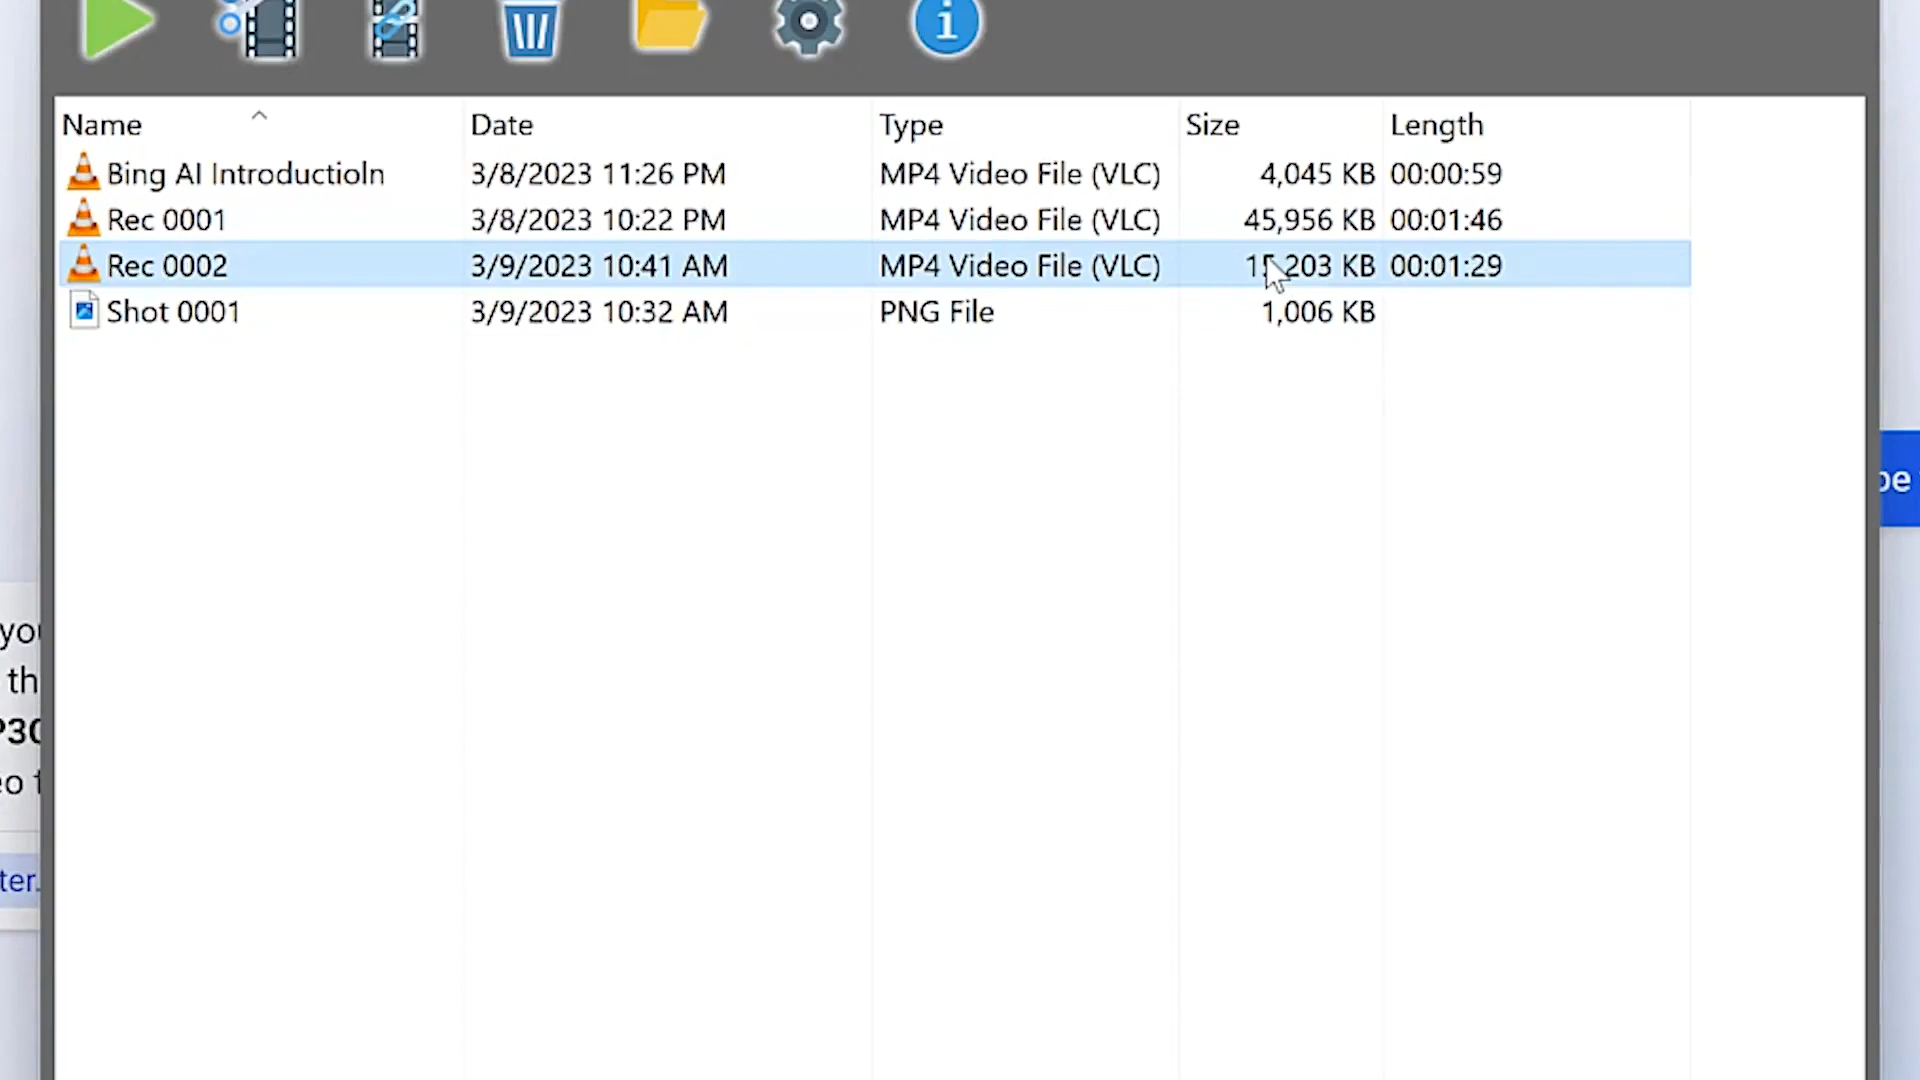 Name Date Type Size Length
Bing AI Introductioln 3/8/2023 11:26 PM MP4 Video File (VLC) 4,045 KB 00:00:59
Rec 0001 3/8/2023 10:22 PM MP4 Video File (VLC) 45,956 KB 00:01:46
Rec 0002 3/9/2023 10:41 AM MP4 Video File (VLC) 15,203 KB 00:01:29
Shot 0001 3/9/2023 10:32 AM PNG File 1,006 KB